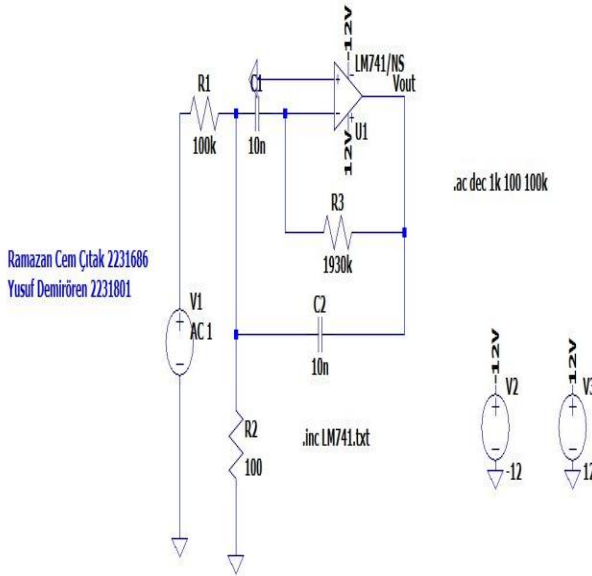 -12V
LM741/NS
Vout
R1
C1
100k
10n
U1
12V
.ac dec 1k 100 100k
R3
1930k
Ramazan Cem Çıtak 2231686
Yusuf Demirören 2231801
V1
AC 1
C2
10n
R2
100
.inc LM741.txt
-12V
12V
V2
V3
-12
12